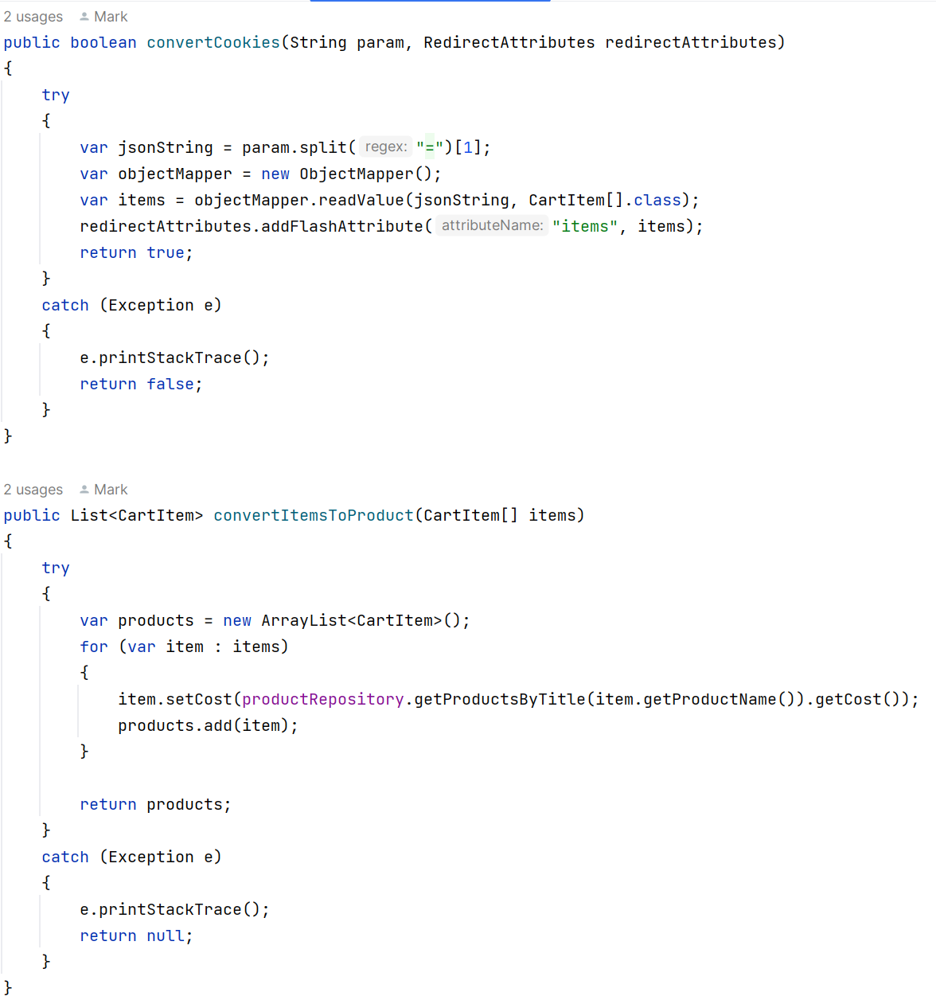 2 usages Mark
public boolean convertCookies(String param, RedirectAttributes redirectAttributes)
{
    try
    {
        var jsonString = param.split( regex: "=")[1];
        var objectMapper = new ObjectMapper();
        var items = objectMapper.readValue(jsonString, CartItem[].class);
        redirectAttributes.addFlashAttribute( attributeName: "items", items);
        return true;
    }
    catch (Exception e)
    {
        e.printStackTrace();
        return false;
    }
}
2 usages Mark
public List<CartItem> convertItemsToProduct(CartItem[] items)
{
    try
    {
        var products = new ArrayList<CartItem>();
        for (var item : items)
        {
            item.setCost(productRepository.getProductsByTitle(item.getProductName()).getCost());
            products.add(item);
        }

        return products;
    }
    catch (Exception e)
    {
        e.printStackTrace();
        return null;
    }
}